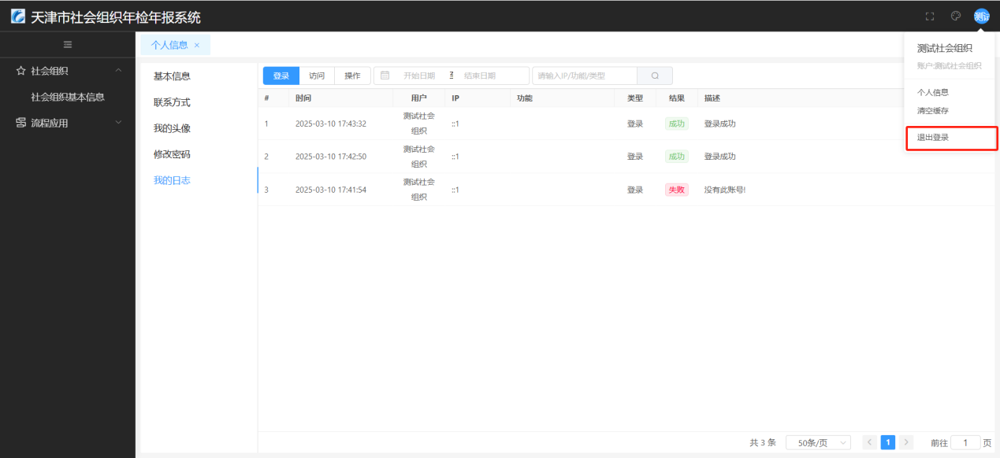 天津市社会组织年检年报系统
测试
社会组织
社会组织基本信息
流程应用
个人信息 ×
基本信息
联系方式
我的头像
修改密码
我的日志
登录 访问 操作 开始日期 至 结束日期 请输入IP/功能/类型
# 时间 用户 IP 功能 类型 结果 描述
1 2025-03-10 17:43:32 测试社会组织 ::1 登录 成功 登录成功
2 2025-03-10 17:42:50 测试社会组织 ::1 登录 成功 登录成功
3 2025-03-10 17:41:54 测试社会组织 ::1 登录 失败 没有此账号!
测试社会组织
账户:测试社会组织
个人信息
清空缓存
退出登录
共 3 条 50条/页 1 前往 1 页